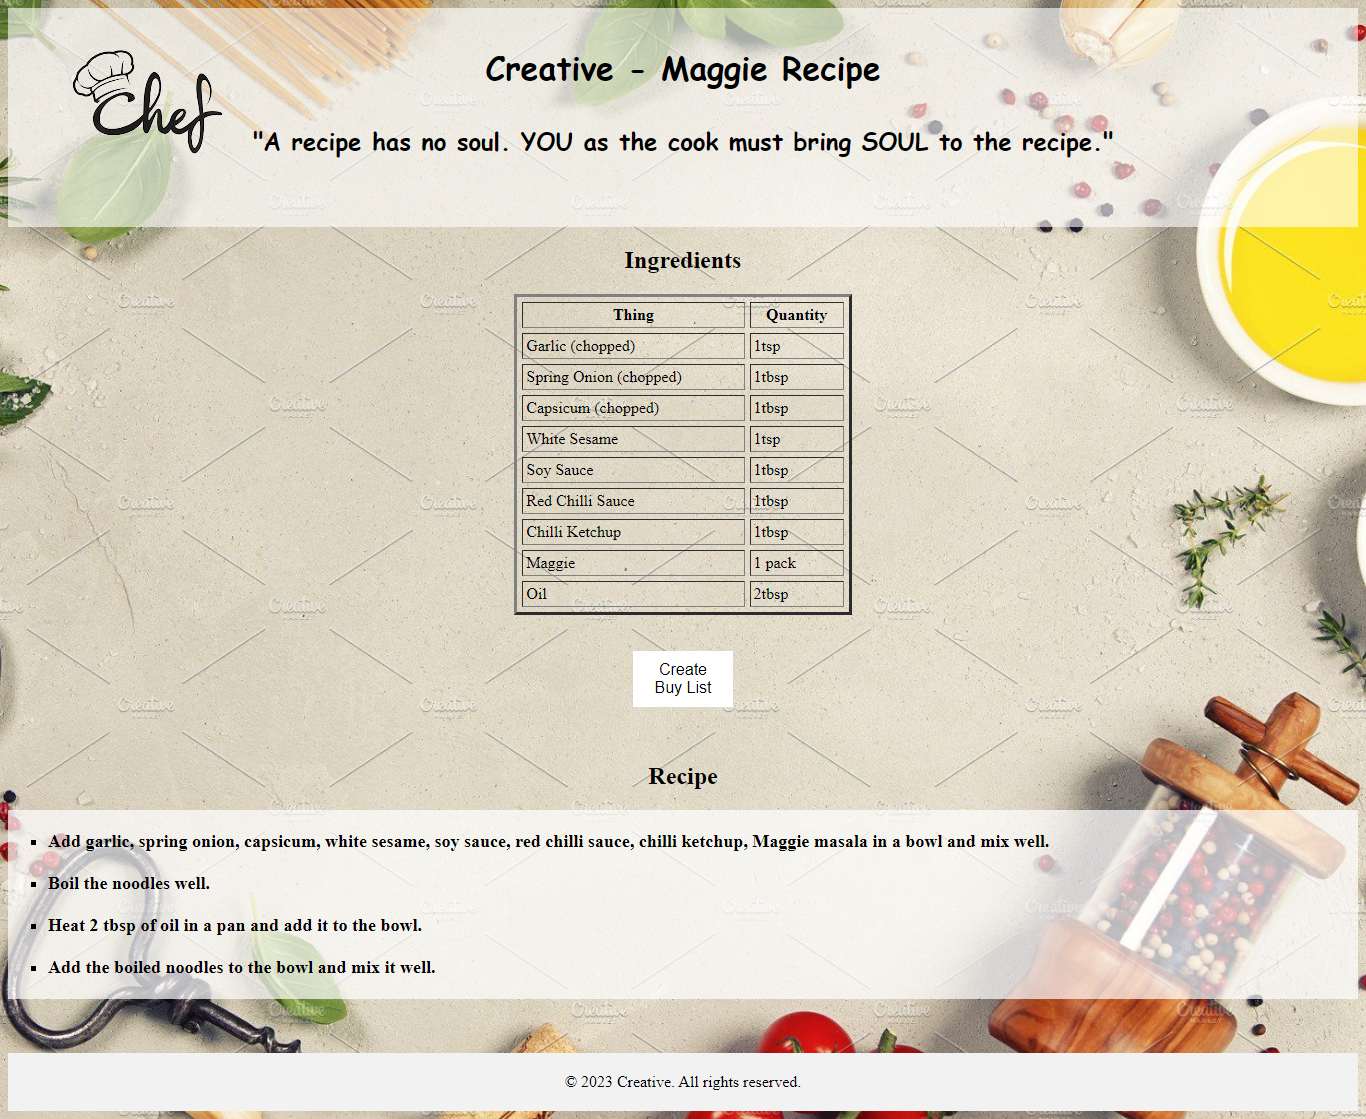 Chef
Creative - Maggie Recipe
"A recipe has no soul. YOU as the cook must bring SOUL to the recipe."
Ingredients
Thing Quantity
Garlic (chopped) 1tsp
Spring Onion (chopped) 1tbsp
Capsicum (chopped) 1tbsp
White Sesame 1tsp
Soy Sauce 1tbsp
Red Chilli Sauce 1tbsp
Chilli Ketchup 1tbsp
Maggie 1 pack
Oil 2tbsp
Create
Buy List
Recipe
Add garlic, spring onion, capsicum, white sesame, soy sauce, red chilli sauce, chilli ketchup, Maggie masala in a bowl and mix well.
Boil the noodles well.
Heat 2 tbsp of oil in a pan and add it to the bowl.
Add the boiled noodles to the bowl and mix it well.
© 2023 Creative. All rights reserved.
Creative
MARKET